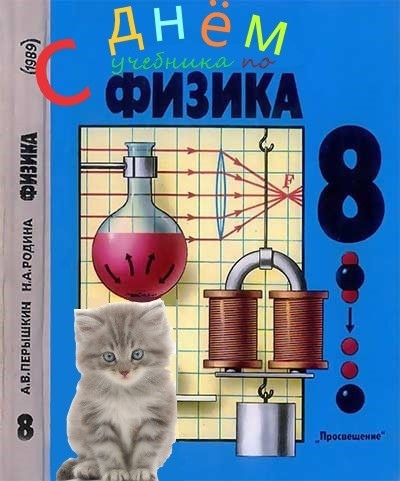 С ДНЁМ
учебника по
ФИЗИКА
8
F
„Просвещение"
8 А.В.ПЕРЫШКИН Н.А.РОДИНА ФИЗИКА (1989)